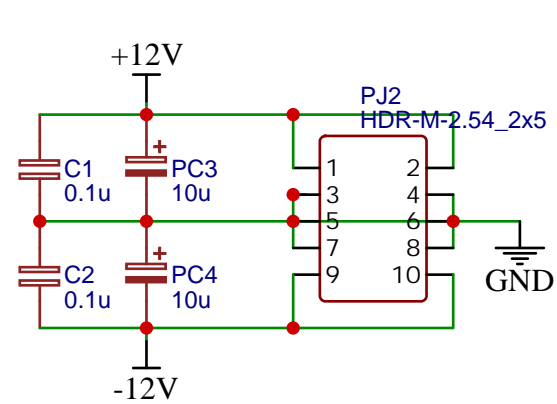 +12V
PJ2
HDR-M-2.54_2x5
C1
0.1u
PC3
10u
1
2
3
4
5
6
7
8
9
10
C2
0.1u
PC4
10u
GND
-12V